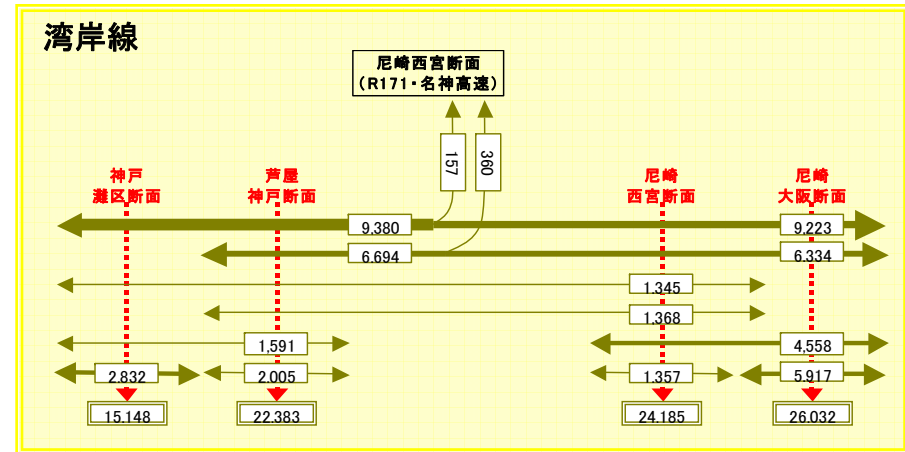 湾岸線
尼崎西宮断面
（R171・名神高速）
157
360
神戸
灘区断面
芦屋
神戸断面
尼崎
西宮断面
尼崎
大阪断面
9,380
9,223
6,694
6,334
1,345
1,368
1,591
4,558
2,832
2,005
1,357
5,917
15,148
22,383
24,185
26,032